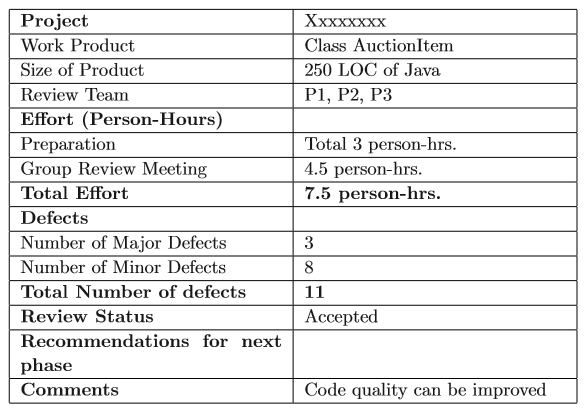 Project Xxxxxxxx
Work Product Class AuctionItem
Size of Product 250 LOC of Java
Review Team P1, P2, P3
Effort (Person-Hours)
Preparation Total 3 person-hrs.
Group Review Meeting 4.5 person-hrs.
Total Effort 7.5 person-hrs.
Defects
Number of Major Defects 3
Number of Minor Defects 8
Total Number of defects 11
Review Status Accepted
Recommendations for next
phase
Comments Code quality can be improved